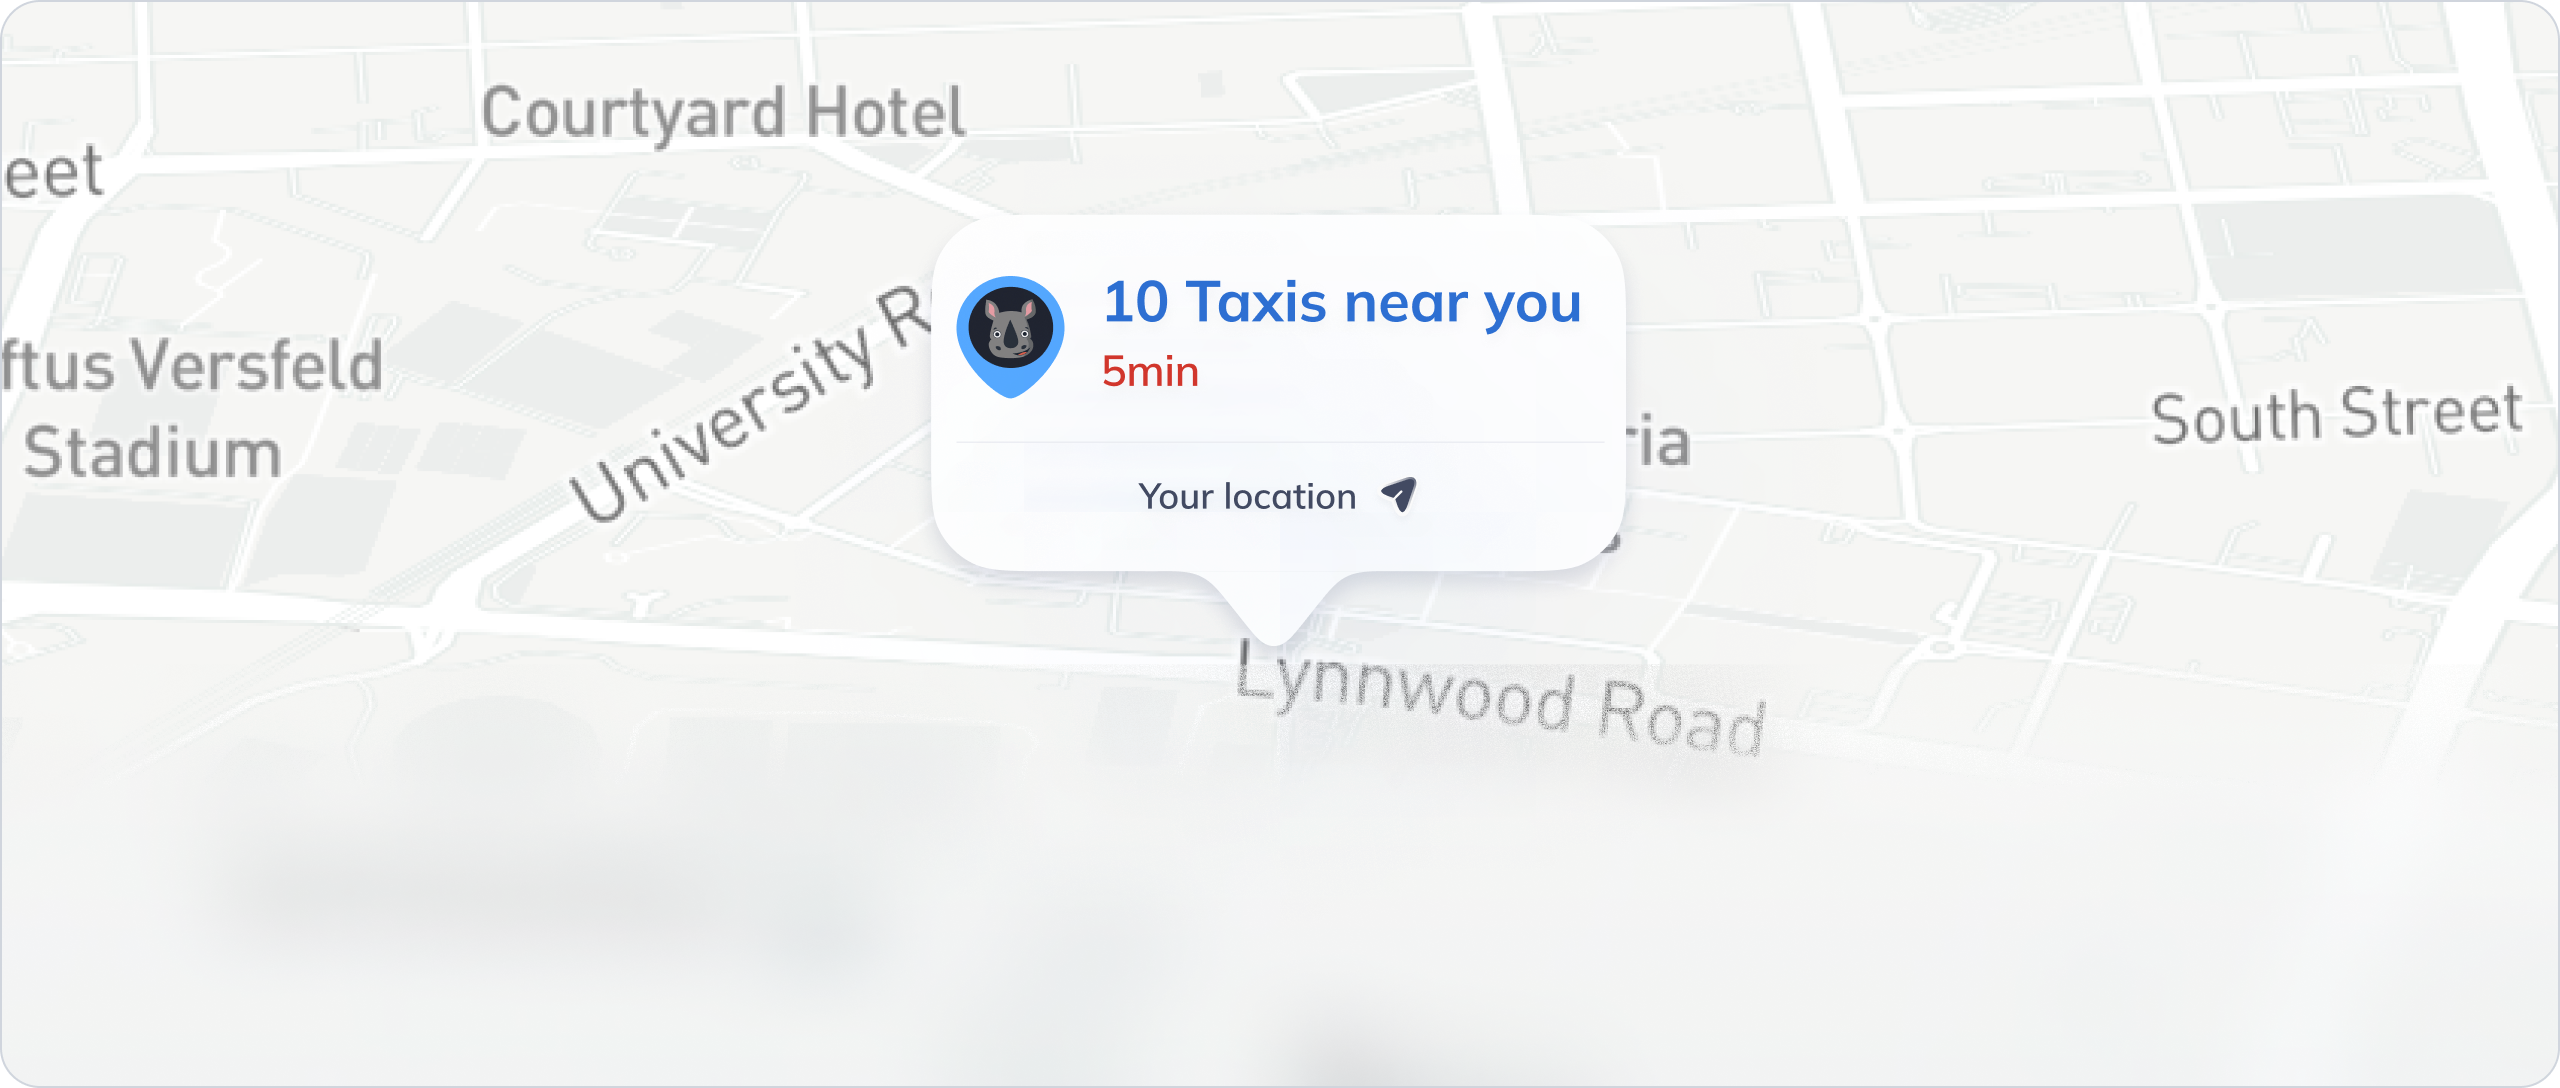 Courtyard Hotel
eet
10 Taxis near you
5min
Your location
University R
ftus Versfeld
Stadium
ria
South Street
Lynnwood Road